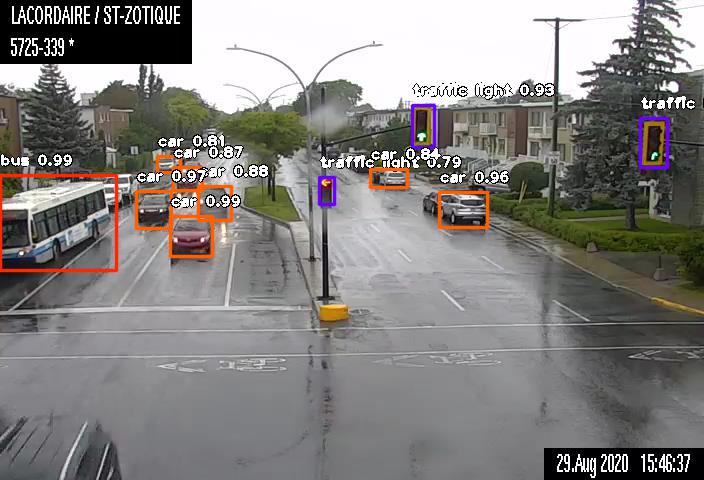 LACORDAIRE / ST-ZOTIQUE
5725-339 *
traffic light 0.93
traffic
car 0.81
car 0.87
bus 0.99
car 0.84
traffic light 0.79
car 0.97
car 0.88
car 0.96
car 0.99
29.Aug 2020 15:46:37